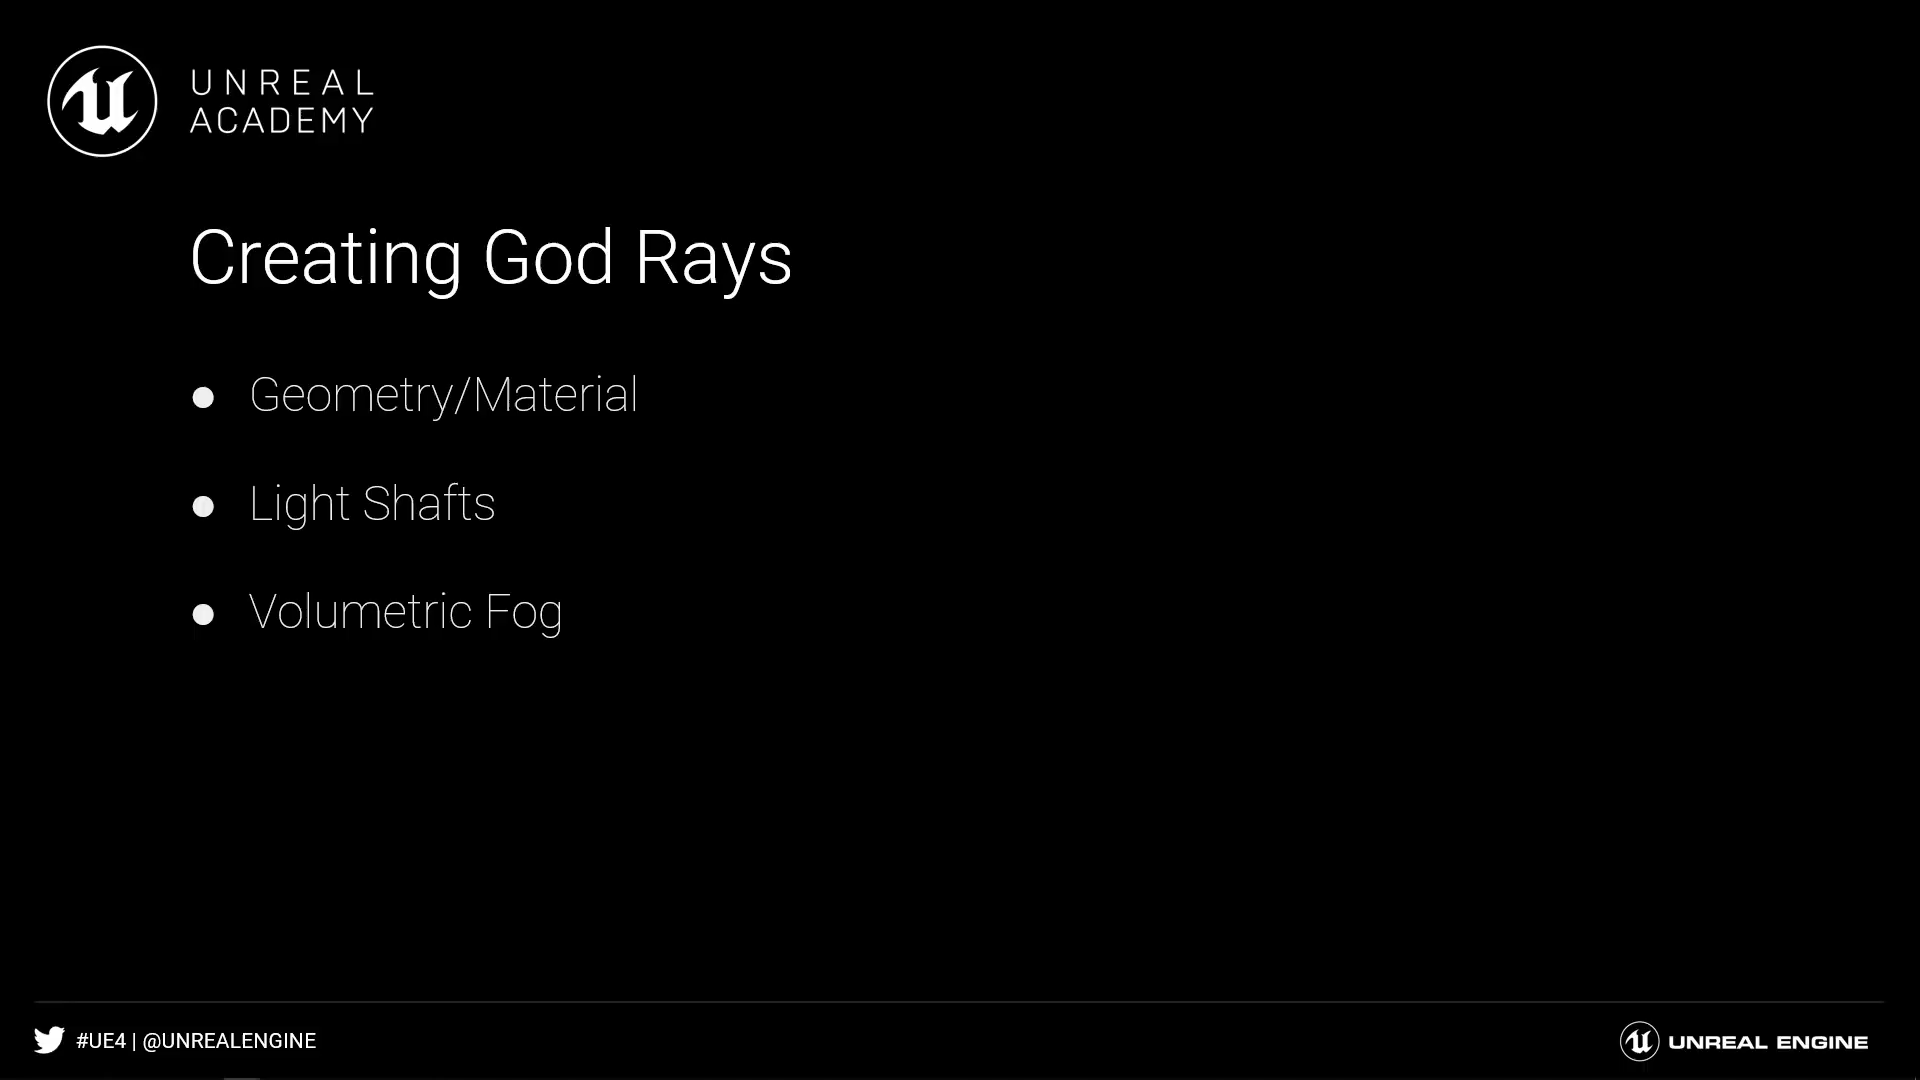 UNREAL
ACADEMY
Creating God Rays
● Geometry/Material
● Light Shafts
● Volumetric Fog
#UE4 | @UNREALENGINE
UNREAL ENGINE